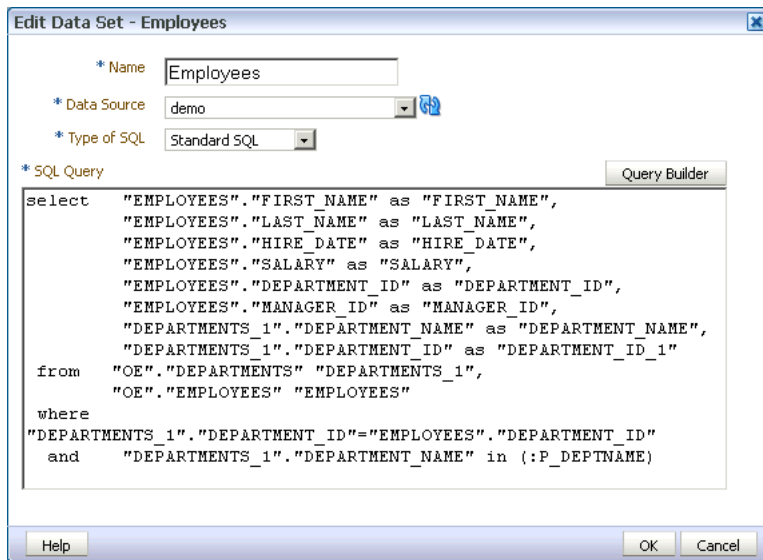 Edit Data Set - Employees
* Name Employees
* Data Source demo
* Type of SQL Standard SQL
* SQL Query Query Builder
select "EMPLOYEES"."FIRST_NAME" as "FIRST_NAME",
"EMPLOYEES"."LAST_NAME" as "LAST_NAME",
"EMPLOYEES"."HIRE_DATE" as "HIRE_DATE",
"EMPLOYEES"."SALARY" as "SALARY",
"EMPLOYEES"."DEPARTMENT_ID" as "DEPARTMENT_ID",
"EMPLOYEES"."MANAGER_ID" as "MANAGER_ID",
"DEPARTMENTS_1"."DEPARTMENT_NAME" as "DEPARTMENT_NAME",
"DEPARTMENTS_1"."DEPARTMENT_ID" as "DEPARTMENT_ID_1"
from "OE"."DEPARTMENTS" "DEPARTMENTS_1",
"OE"."EMPLOYEES" "EMPLOYEES"
where
"DEPARTMENTS_1"."DEPARTMENT_ID"="EMPLOYEES"."DEPARTMENT_ID"
and "DEPARTMENTS_1"."DEPARTMENT_NAME" in (:P_DEPTNAME)
Help OK Cancel